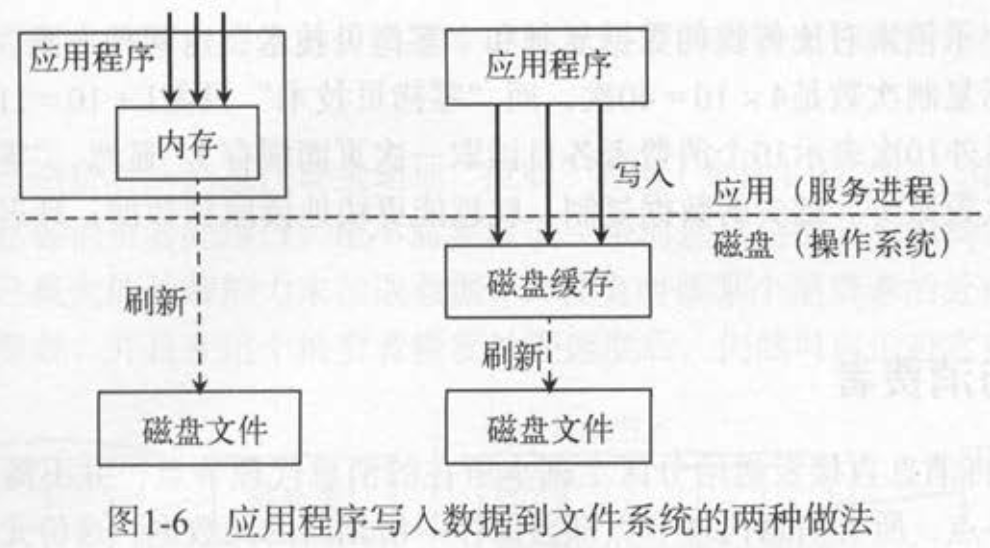 应用程序
内存
刷新
磁盘文件
应用程序
写入
应用(服务进程)
磁盘(操作系统)
磁盘缓存
刷新
磁盘文件
图1-6 应用程序写入数据到文件系统的两种做法